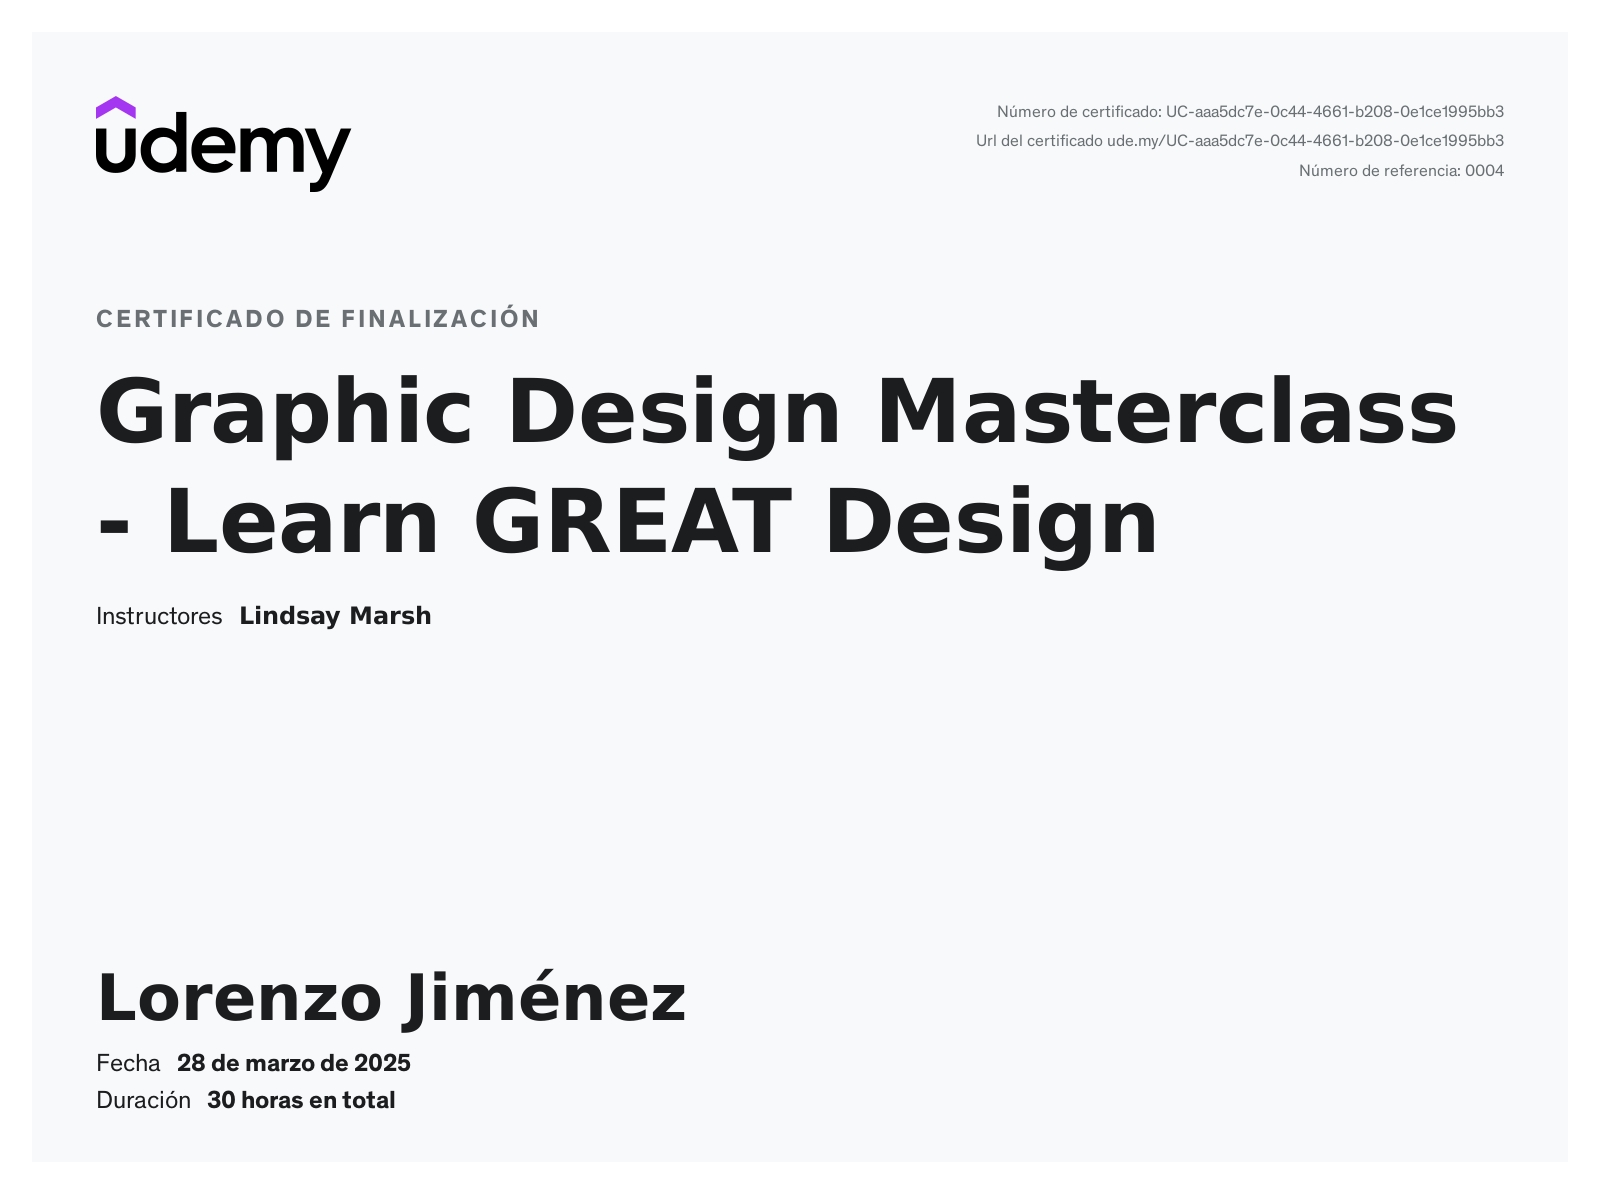 udemy
Número de certificado: UC-aaa5dc7e-0c44-4661-b208-0e1ce1995bb3
Url del certificado ude.my/UC-aaa5dc7e-0c44-4661-b208-0e1ce1995bb3
Número de referencia: 0004
CERTIFICADO DE FINALIZACIÓN
Graphic Design Masterclass
- Learn GREAT Design
Instructores Lindsay Marsh
Lorenzo Jiménez
Fecha 28 de marzo de 2025
Duración 30 horas en total